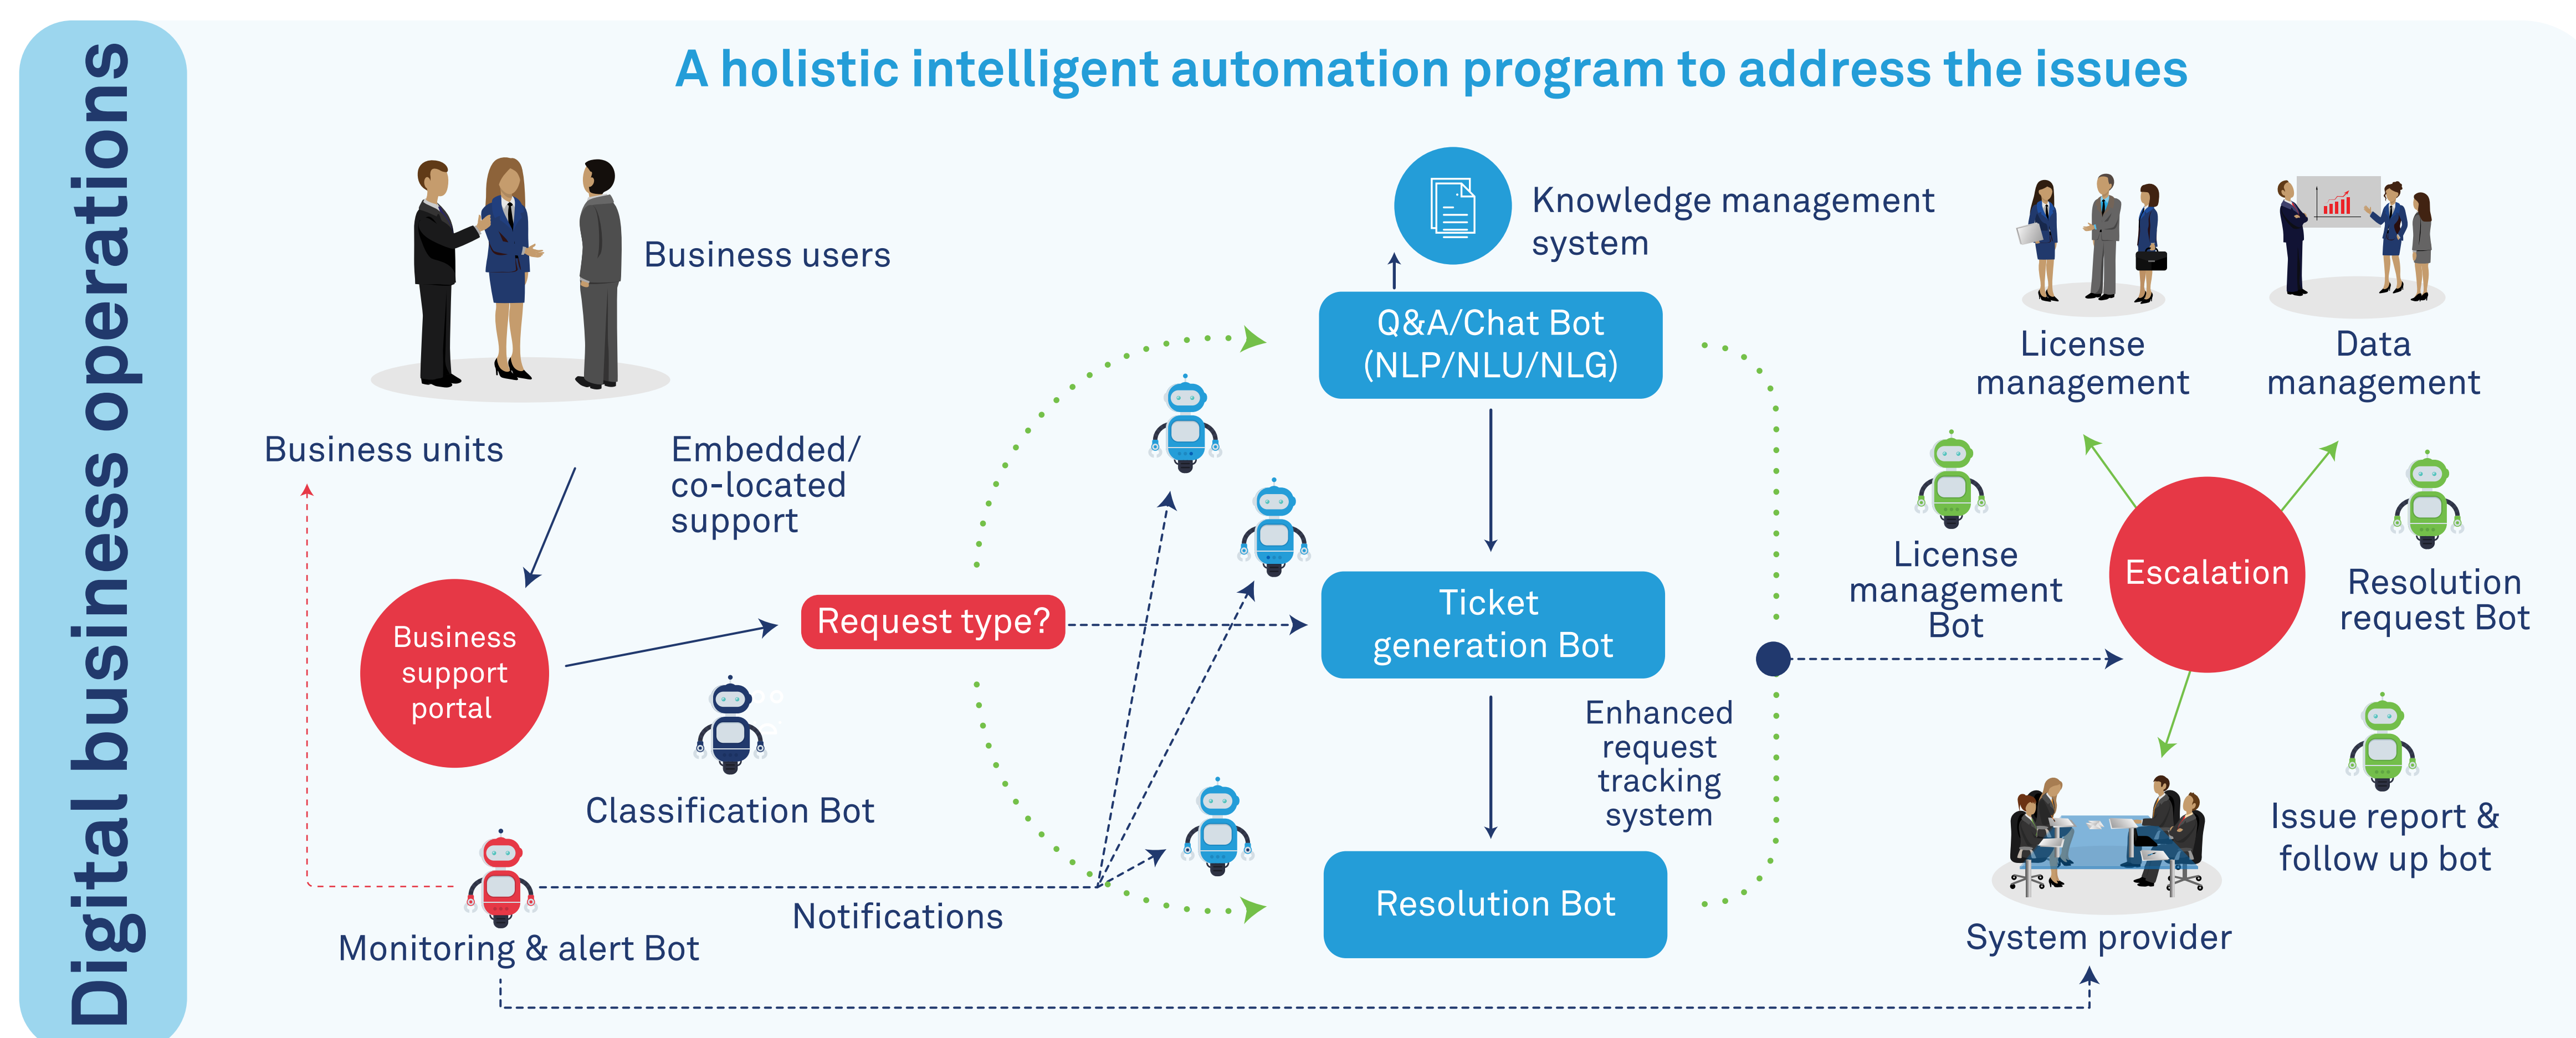 Digital business operations
A holistic intelligent automation program to address the issues
Business users
Business units
Embedded/
co-located
support
Business
support
portal
Request type?
Classification Bot
Monitoring & alert Bot
Notifications
Knowledge management
system
Q&A/Chat Bot
(NLP/NLU/NLG)
Ticket
generation Bot
Enhanced
request
tracking
system
Resolution Bot
License
management
Data
management
License
management
Bot
Escalation
Resolution
request Bot
Issue report &
follow up bot
System provider